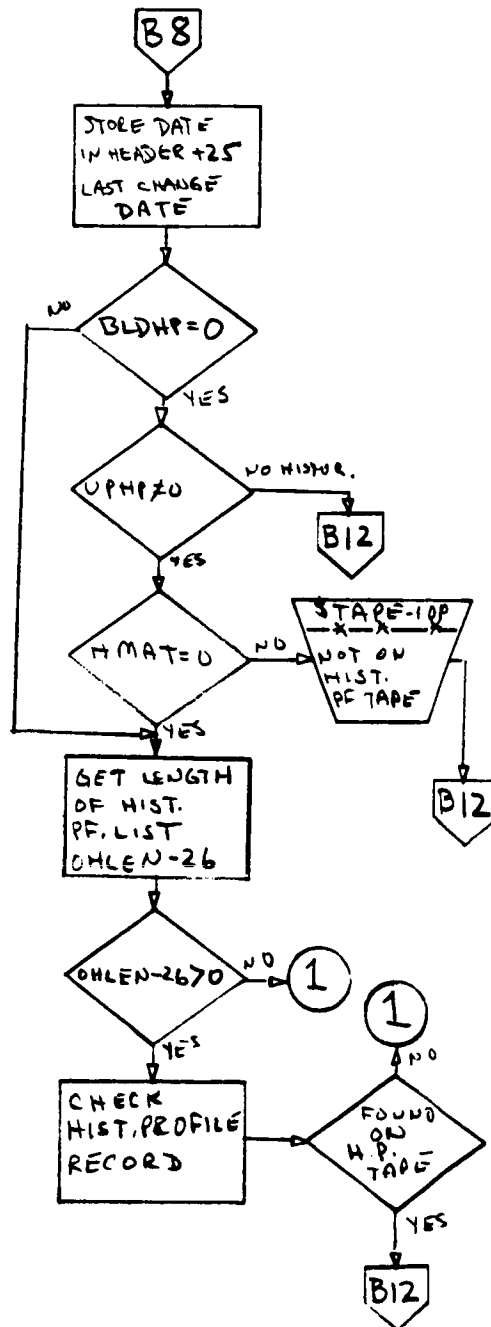 B8
STORE DATE
IN HEADER +25
LAST CHANGE
DATE
NO
BLDHP=0
YES
UPHP≠0
NO HISTOR.
B12
YES
HMAT=0
NO
$TAPE-10P
NOT ON
HIST.
PF TAPE
B12
YES
GET LENGTH
OF HIST.
PF. LIST
OHLEN-26
OHLEN-26>0
NO
1
1
NO
YES
CHECK
HIST. PROFILE
RECORD
FOUND
ON
H.P.
TAPE
YES
B12